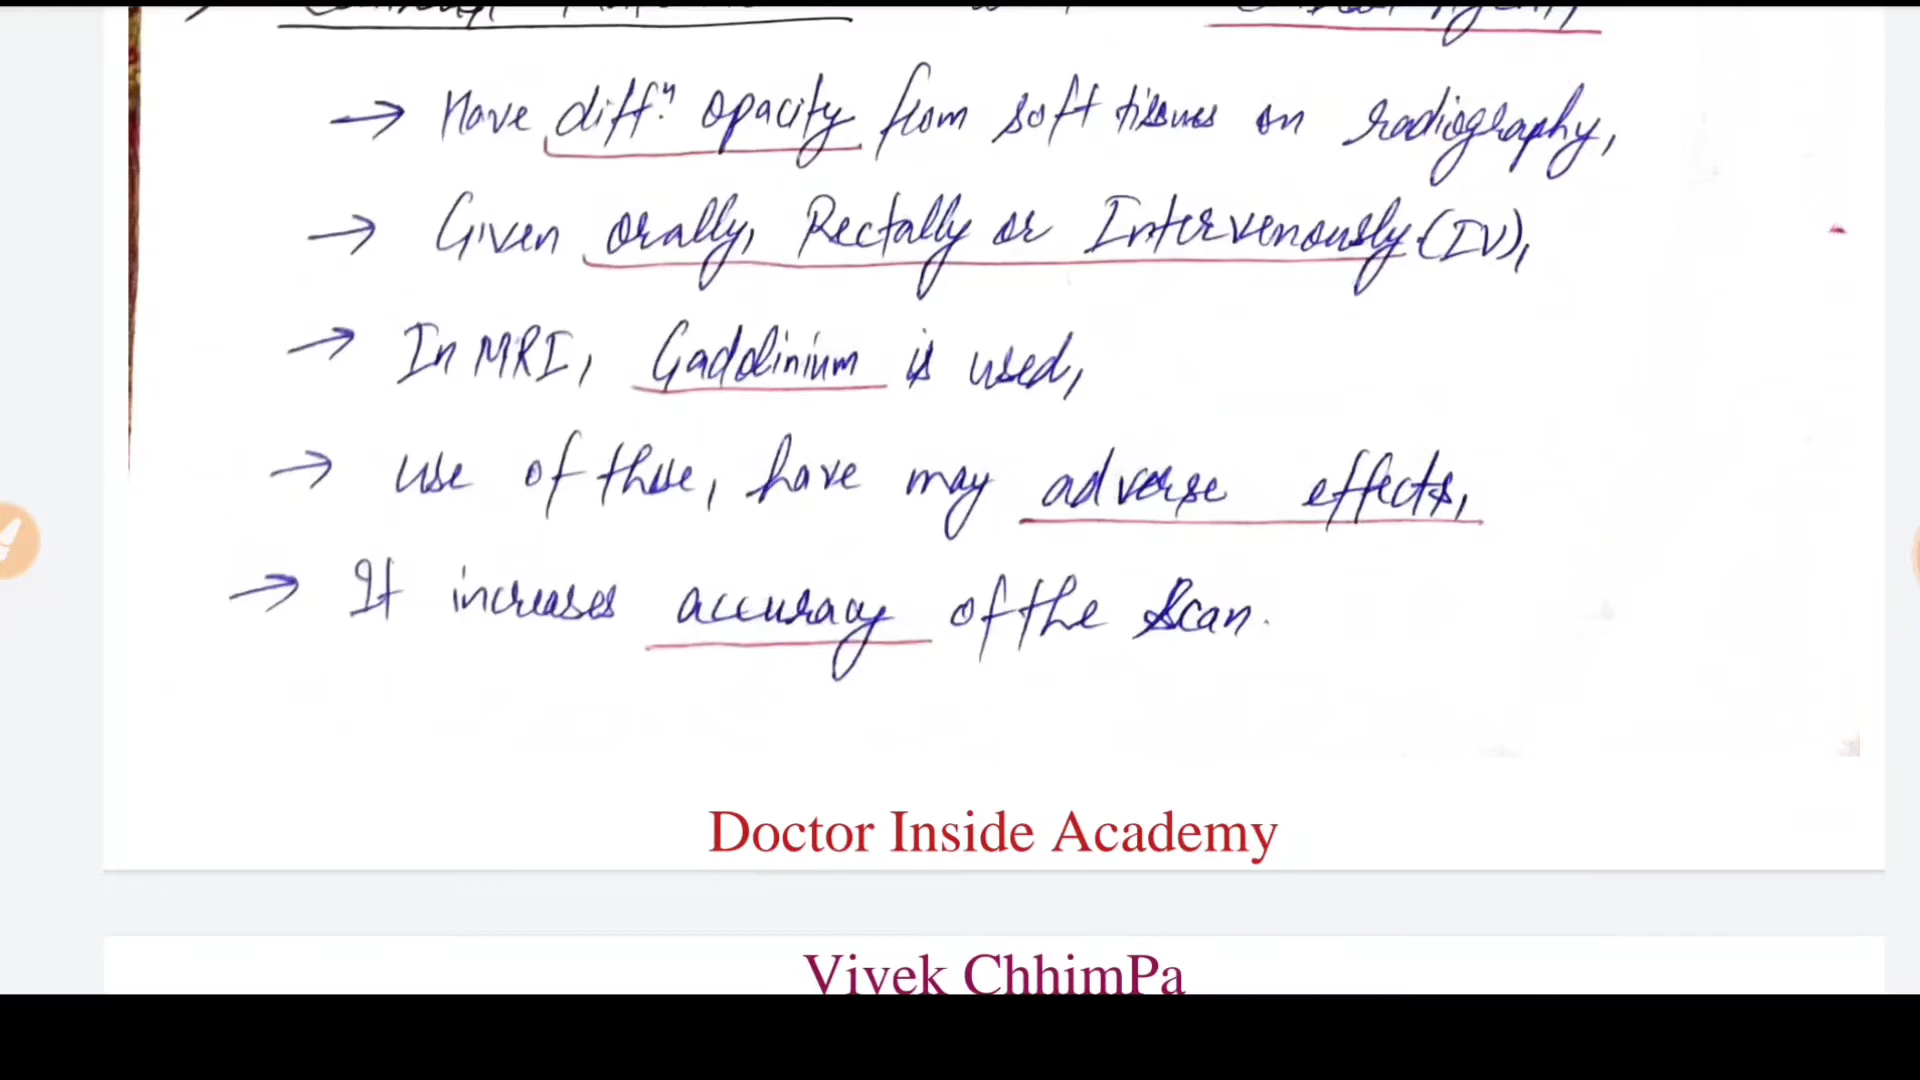 → Have diffⁿ. opacity from soft tissues on radiography,
→ Given orally, Rectally or Intervenously (IV),
→ In MRI, Gadolinium is used,
→ use of these, have may adverse effects,
→ It increases accuracy of the Scan.
Doctor Inside Academy
Vivek ChhimPa